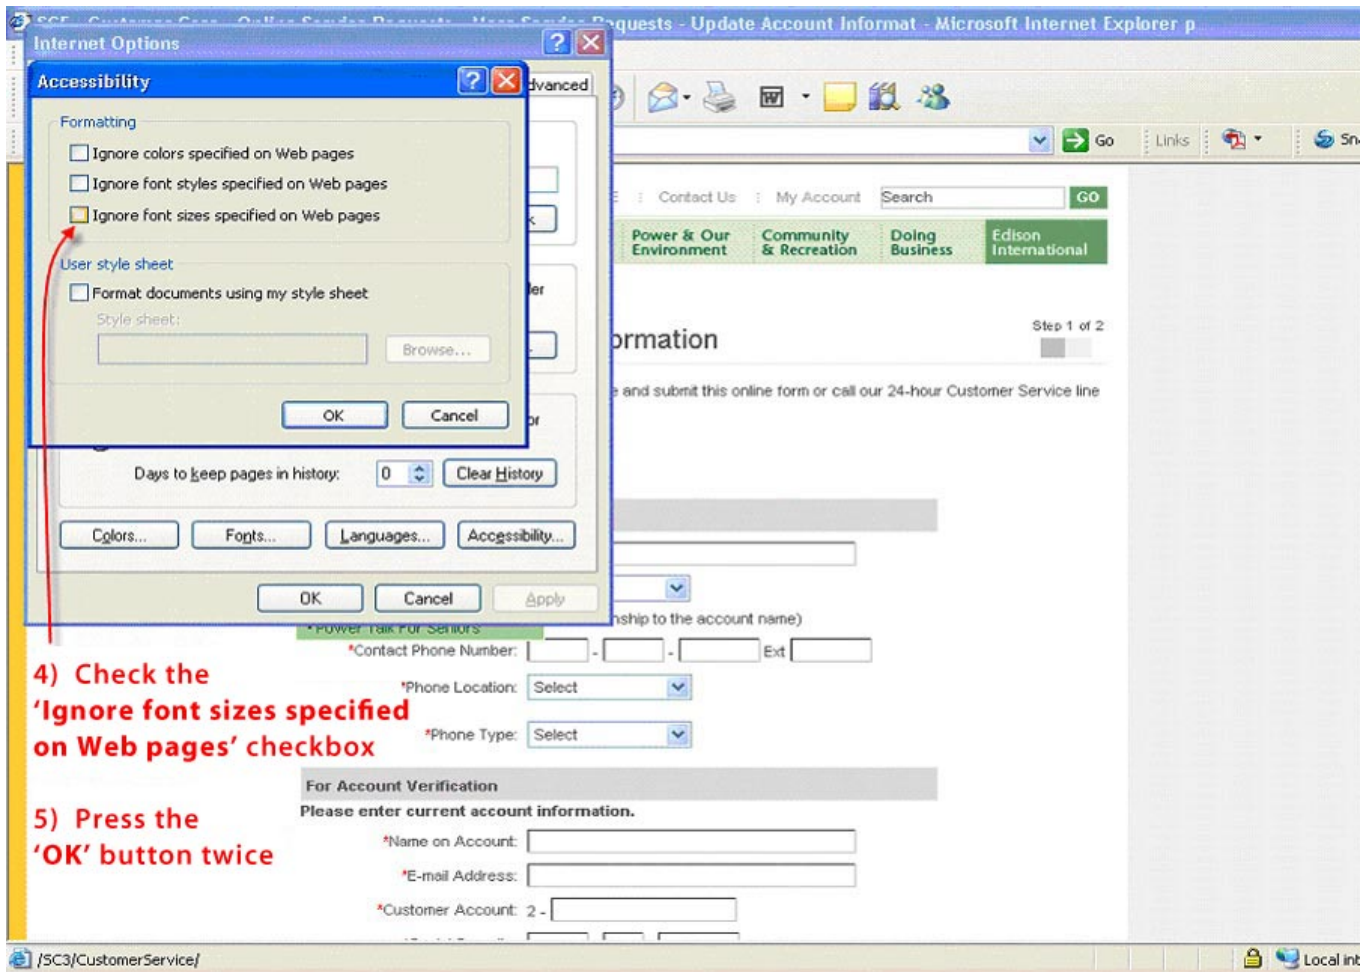 SCE - Customer Care - Online Service Requests - User Service Requests - Update Account Informat - Microsoft Internet Explorer p
Internet Options
Accessibility
dvanced
Formatting
Ignore colors specified on Web pages
Ignore font styles specified on Web pages
Ignore font sizes specified on Web pages
User style sheet
Format documents using my style sheet
Style sheet:
Browse...
OK Cancel
Days to keep pages in history: 0 Clear History
Colors... Fonts... Languages... Accessibility...
OK Cancel Apply
Go Links
E Contact Us My Account Search GO
Power & Our Environment
Community & Recreation
Doing Business
Edison International
ormation
Step 1 of 2
e and submit this online form or call our 24-hour Customer Service line
nship to the account name)
Power Talk For Seniors
*Contact Phone Number: - - Ext
*Phone Location: Select
*Phone Type: Select
For Account Verification
Please enter current account information.
*Name on Account:
*E-mail Address:
*Customer Account: 2 -
4) Check the
'Ignore font sizes specified
on Web pages' checkbox
5) Press the
'OK' button twice
/SC3/CustomerService/
Local int